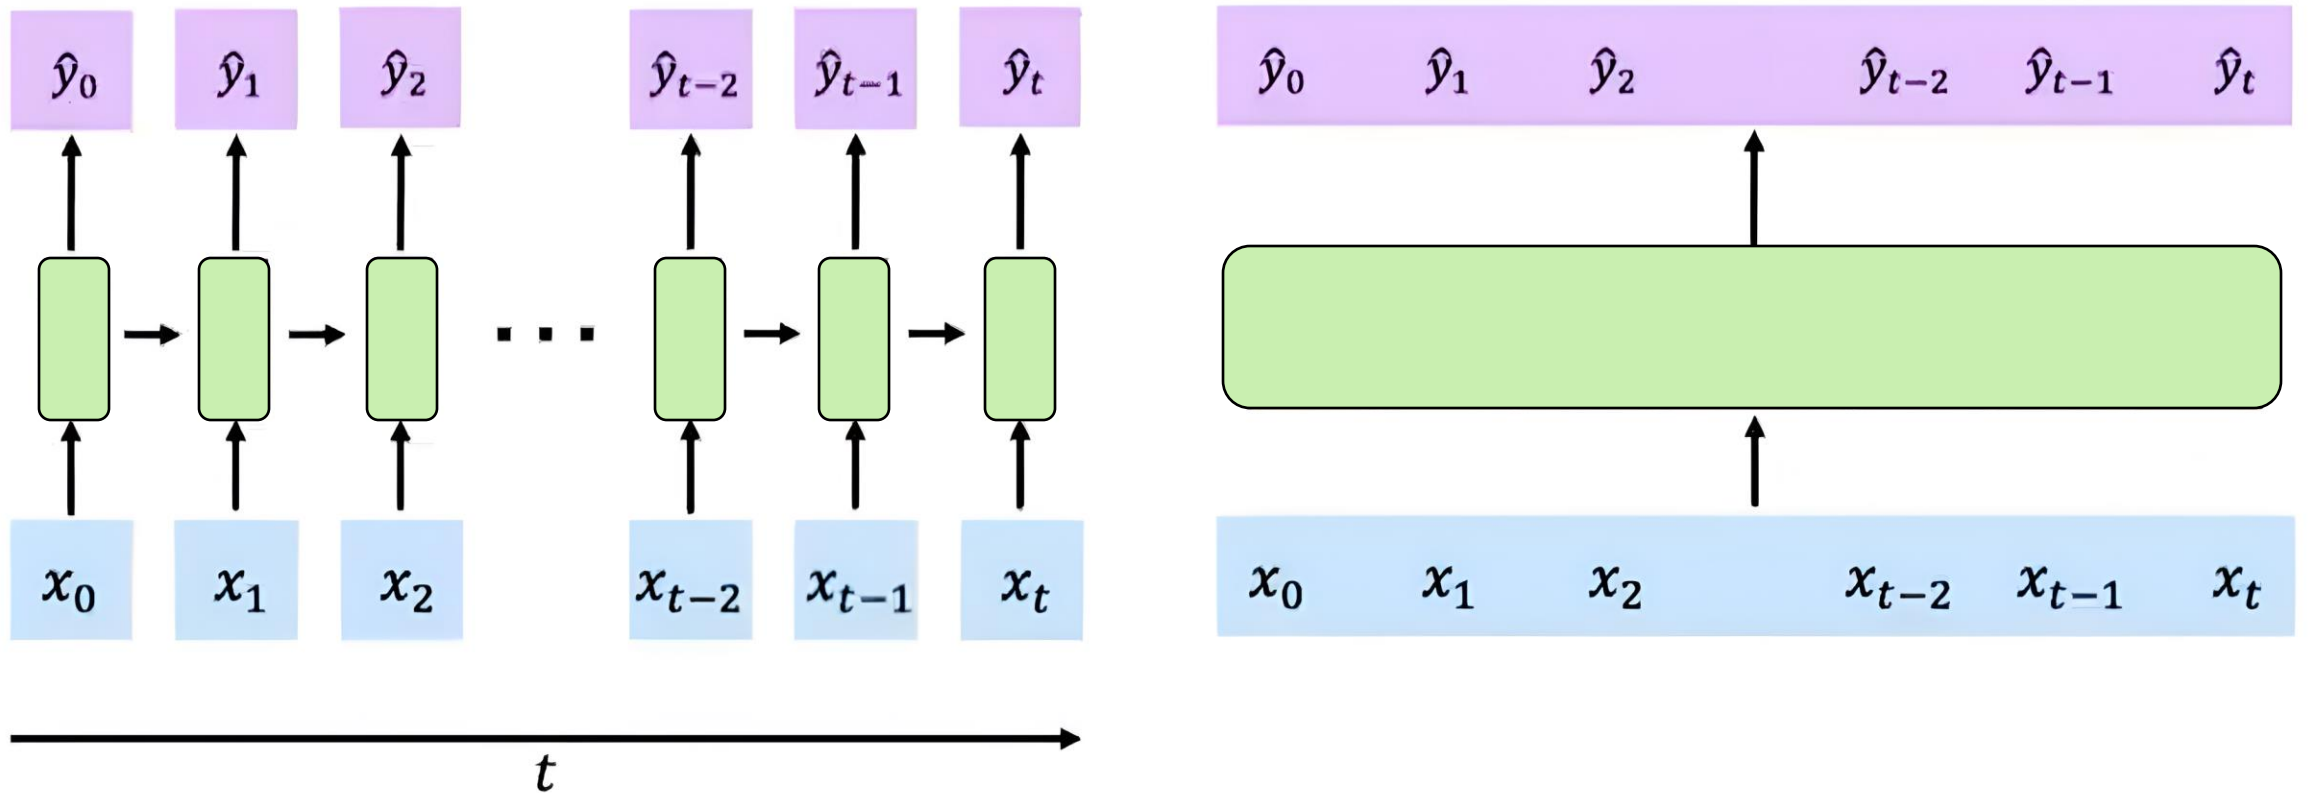 ŷ₀ ŷ₁ ŷ₂ ŷₜ₋₂ ŷₜ₋₁ ŷₜ
x₀ x₁ x₂ ... xₜ₋₂ xₜ₋₁ xₜ
t
ŷ₀ ŷ₁ ŷ₂ ŷₜ₋₂ ŷₜ₋₁ ŷₜ
x₀ x₁ x₂ xₜ₋₂ xₜ₋₁ xₜ